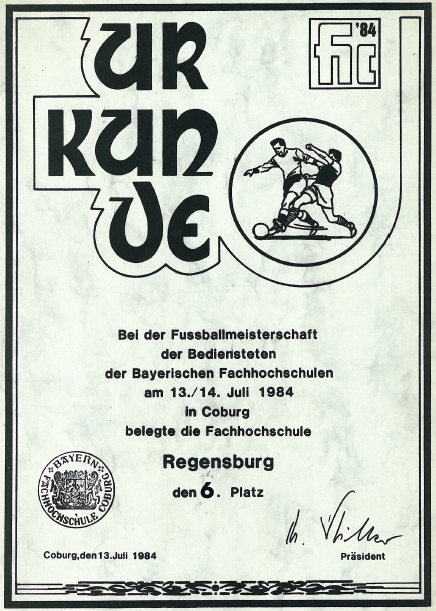 UR
KUN
DE
'84
fhc
Bei der Fussballmeisterschaft
der Bediensteten
der Bayerischen Fachhochschulen
am 13./14. Juli 1984
in Coburg
belegte die Fachhochschule
Regensburg
den 6. Platz
BAYERN
FACHHOCHSCHULE COBURG
Coburg,den 13.Juli 1984
Präsident